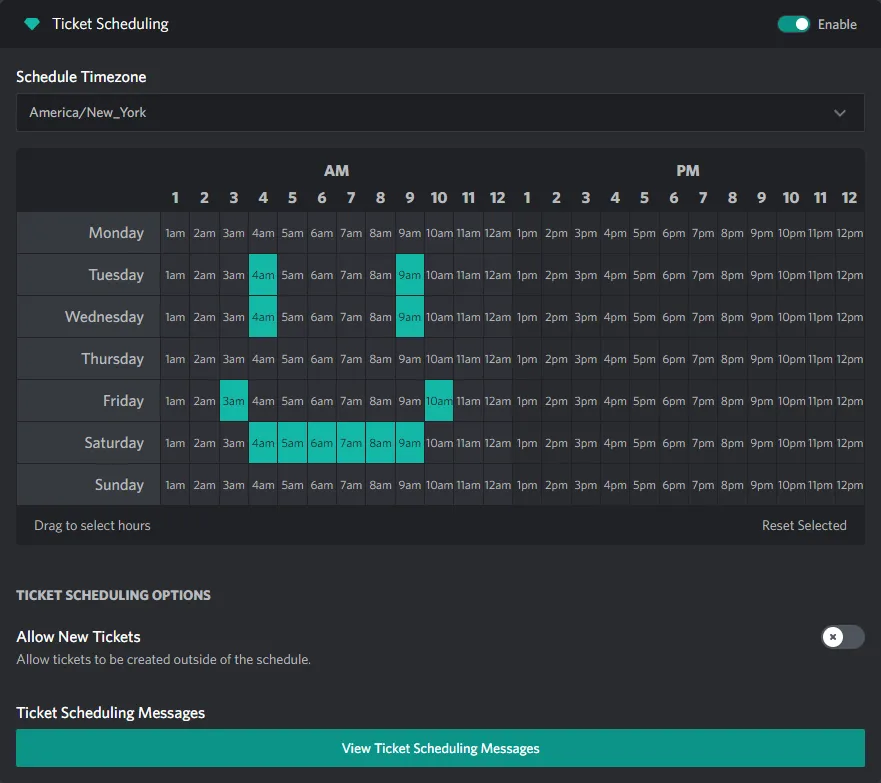 Ticket Scheduling Enable
Schedule Timezone
America/New_York
AM PM
1 2 3 4 5 6 7 8 9 10 11 12 1 2 3 4 5 6 7 8 9 10 11 12
Monday 1am 2am 3am 4am 5am 6am 7am 8am 9am 10am 11am 12am 1pm 2pm 3pm 4pm 5pm 6pm 7pm 8pm 9pm 10pm 11pm 12pm
Tuesday 1am 2am 3am 4am 5am 6am 7am 8am 9am 10am 11am 12am 1pm 2pm 3pm 4pm 5pm 6pm 7pm 8pm 9pm 10pm 11pm 12pm
Wednesday 1am 2am 3am 4am 5am 6am 7am 8am 9am 10am 11am 12am 1pm 2pm 3pm 4pm 5pm 6pm 7pm 8pm 9pm 10pm 11pm 12pm
Thursday 1am 2am 3am 4am 5am 6am 7am 8am 9am 10am 11am 12am 1pm 2pm 3pm 4pm 5pm 6pm 7pm 8pm 9pm 10pm 11pm 12pm
Friday 1am 2am 3am 4am 5am 6am 7am 8am 9am 10am 11am 12am 1pm 2pm 3pm 4pm 5pm 6pm 7pm 8pm 9pm 10pm 11pm 12pm
Saturday 1am 2am 3am 4am 5am 6am 7am 8am 9am 10am 11am 12am 1pm 2pm 3pm 4pm 5pm 6pm 7pm 8pm 9pm 10pm 11pm 12pm
Sunday 1am 2am 3am 4am 5am 6am 7am 8am 9am 10am 11am 12am 1pm 2pm 3pm 4pm 5pm 6pm 7pm 8pm 9pm 10pm 11pm 12pm
Drag to select hours Reset Selected
TICKET SCHEDULING OPTIONS
Allow New Tickets
Allow tickets to be created outside of the schedule.
Ticket Scheduling Messages
View Ticket Scheduling Messages